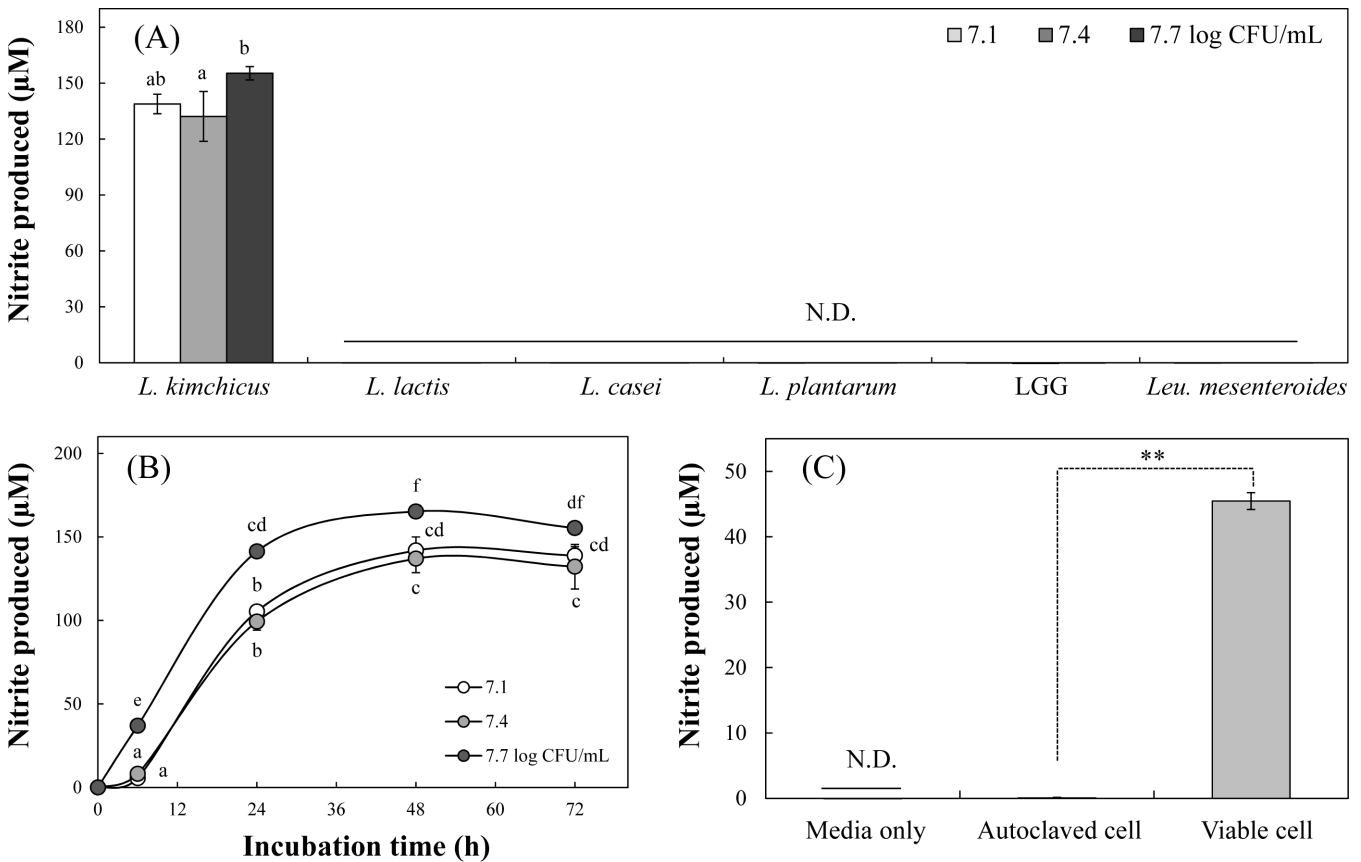 (A)
7.1 7.4 7.7 log CFU/mL
Nitrite produced (µM)
180
150
120
90
60
30
0
ab a b
N.D.
L. kimchicus L. lactis L. casei L. plantarum LGG Leu. mesenteroides
(B)
Nitrite produced (µM)
200
150
100
50
0
e
a
a
cd
b
b
f
cd
c
df
cd
c
7.1
7.4
7.7 log CFU/mL
0 12 24 36 48 60 72
Incubation time (h)
(C)
Nitrite produced (µM)
50
40
30
20
10
0
**
N.D.
Media only Autoclaved cell Viable cell